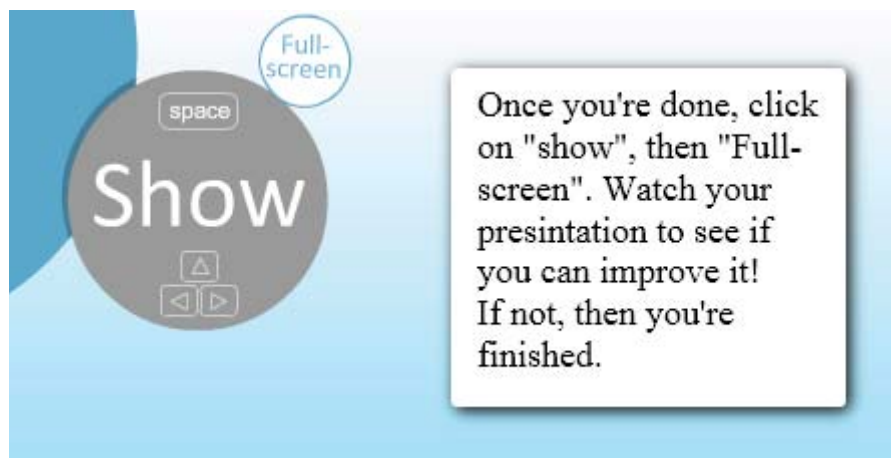 Full-
screen
space
Show
Once you're done, click
on "show", then "Full-
screen". Watch your
presintation to see if
you can improve it!
If not, then you're
finished.